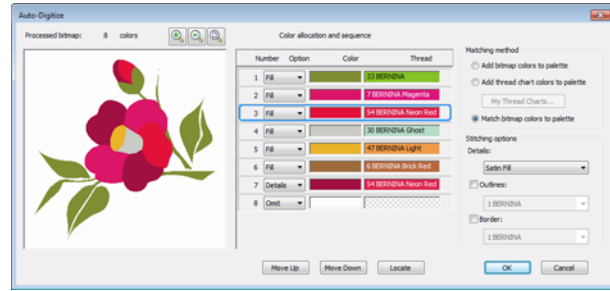 Auto-Digitize
Processed bitmap: 8 colors
Color allocation and sequence
Number Option Color Thread
1 Fill 33 BERNINA
2 Fill 7 BERNINA Magenta
3 Fill 54 BERNINA Neon Red
4 Fill 30 BERNINA Ghost
5 Fill 47 BERNINA Light
6 Fill 6 BERNINA Brick Red
7 Details 54 BERNINA Neon Red
8 Omit
Matching method
Add bitmap colors to palette
Add thread chart colors to palette
My Thread Charts...
Match bitmap colors to palette
Stitching options
Details:
Satin Fill
Outlines:
1 BERNINA
Border:
1 BERNINA
Move Up Move Down Locate OK Cancel